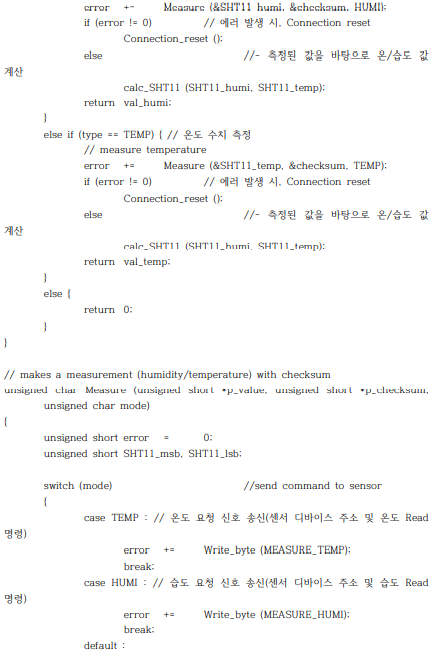 error += Measure (&SHT11_humi, &checksum, HUMI);
if (error != 0) // 에러 발생 시, Connection reset
Connection_reset ();
else //- 측정된 값을 바탕으로 온/습도 값
계산
calc_SHT11 (SHT11_humi, SHT11_temp);
return val_humi;
}
else if (type == TEMP) { // 온도 수치 측정
// measure temperature
error += Measure (&SHT11_temp, &checksum, TEMP);
if (error != 0) // 에러 발생 시, Connection reset
Connection_reset ();
else //- 측정된 값을 바탕으로 온/습도 값
계산
calc_SHT11 (SHT11_humi, SHT11_temp);
return val_temp;
}
else {
return 0;
}
}
// makes a measurement (humidity/temperature) with checksum
unsigned char Measure (unsigned short *p_value, unsigned short *p_checksum,
unsigned char mode)
{
unsigned short error = 0;
unsigned short SHT11_msb, SHT11_lsb;
switch (mode) //send command to sensor
{
case TEMP : // 온도 요청 신호 송신(센서 디바이스 주소 및 온도 Read
명령)
error += Write_byte (MEASURE_TEMP);
break;
case HUMI : // 습도 요청 신호 송신(센서 디바이스 주소 및 습도 Read
명령)
error += Write_byte (MEASURE_HUMI);
break;
default :